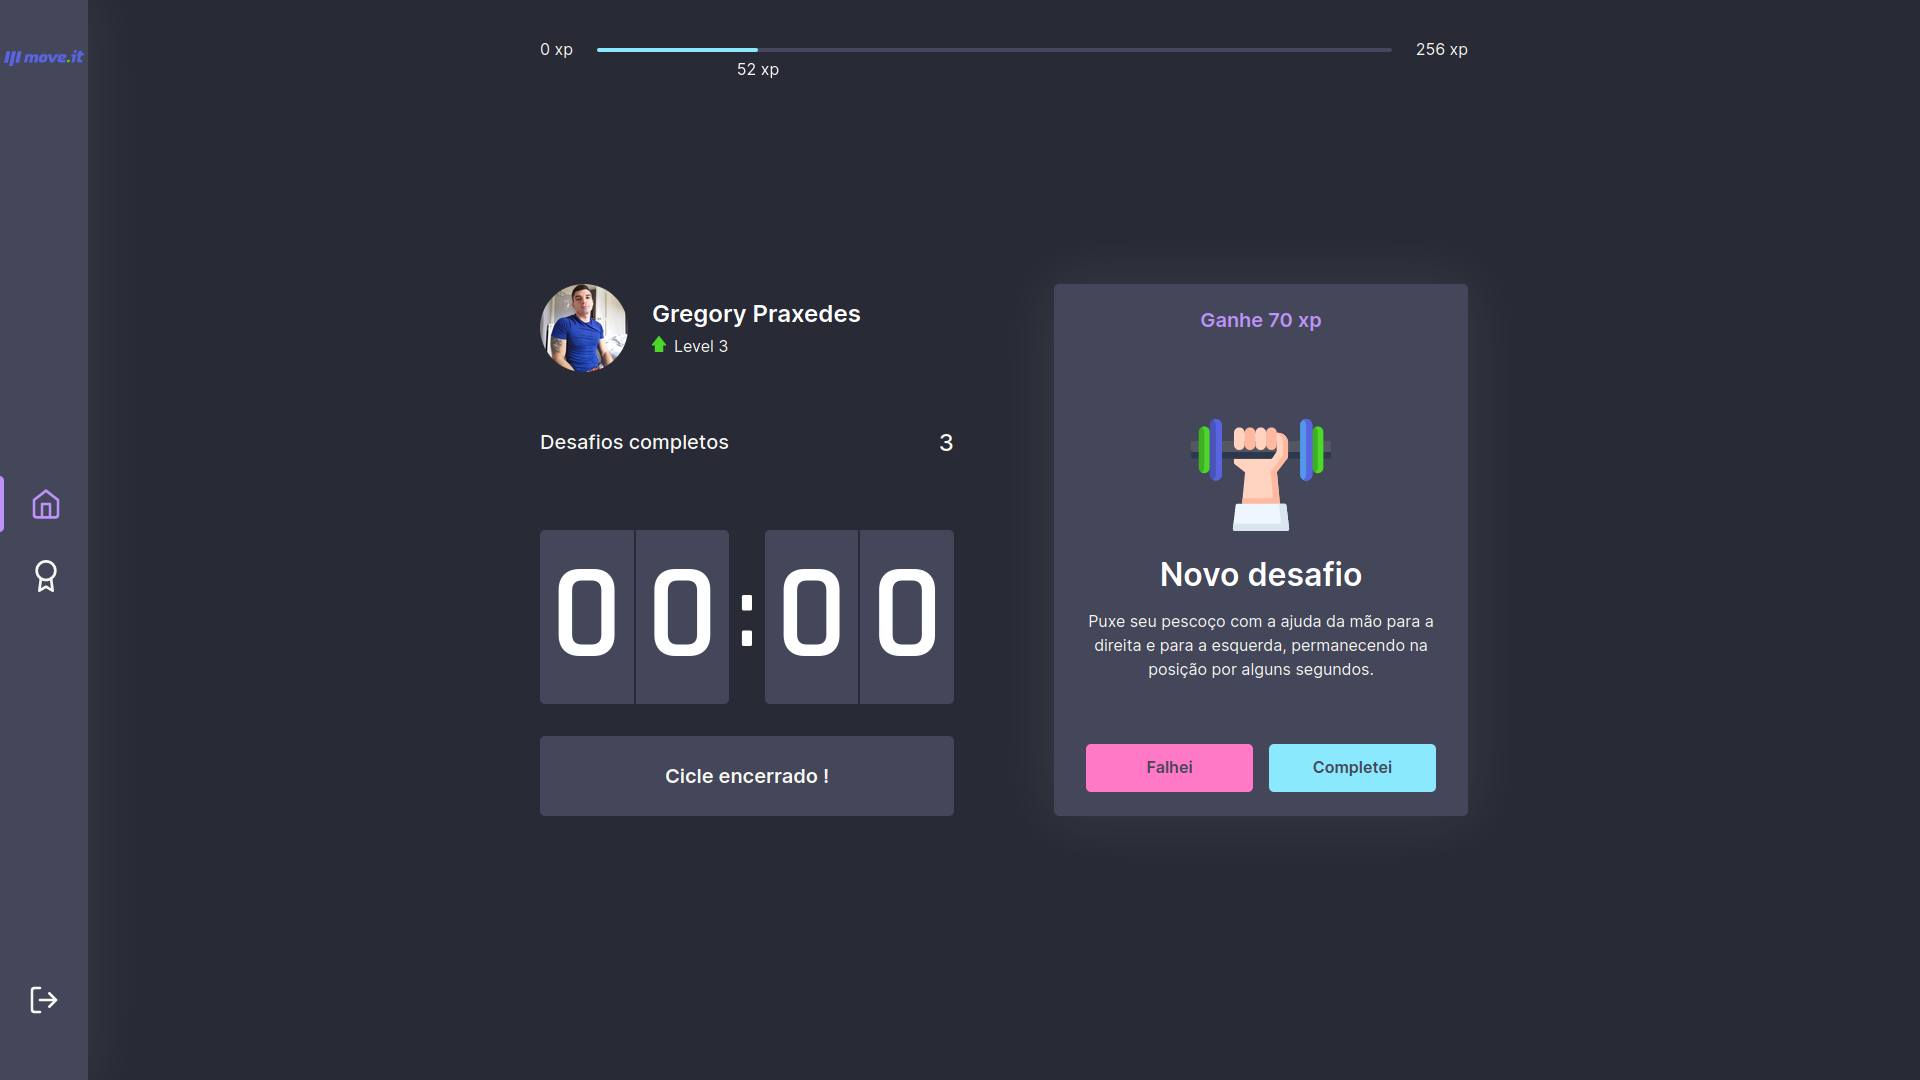 move.it
0 xp
256 xp
52 xp
Gregory Praxedes
Level 3
Desafios completos
3
00:00
Cicle encerrado !
Ganhe 70 xp
Novo desafio
Puxe seu pescoço com a ajuda da mão para a
direita e para a esquerda, permanecendo na
posição por alguns segundos.
Falhei
Completei